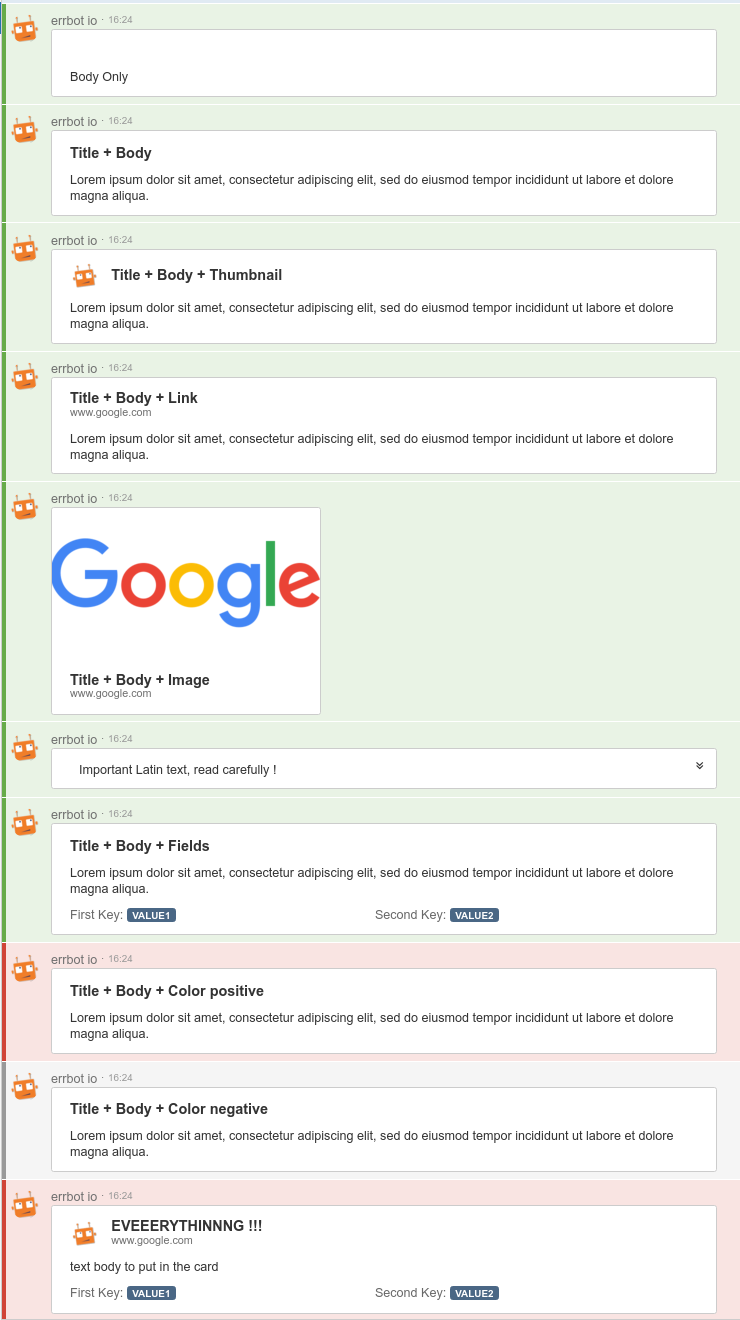 errbot io · 16:24
Body Only
errbot io · 16:24
Title + Body
Lorem ipsum dolor sit amet, consectetur adipiscing elit, sed do eiusmod tempor incididunt ut labore et dolore
magna aliqua.
errbot io · 16:24
Title + Body + Thumbnail
Lorem ipsum dolor sit amet, consectetur adipiscing elit, sed do eiusmod tempor incididunt ut labore et dolore
magna aliqua.
errbot io · 16:24
Title + Body + Link
www.google.com
Lorem ipsum dolor sit amet, consectetur adipiscing elit, sed do eiusmod tempor incididunt ut labore et dolore
magna aliqua.
errbot io · 16:24
Google
Title + Body + Image
www.google.com
errbot io · 16:24
Important Latin text, read carefully !
errbot io · 16:24
Title + Body + Fields
Lorem ipsum dolor sit amet, consectetur adipiscing elit, sed do eiusmod tempor incididunt ut labore et dolore
magna aliqua.
First Key: VALUE1 Second Key: VALUE2
errbot io · 16:24
Title + Body + Color positive
Lorem ipsum dolor sit amet, consectetur adipiscing elit, sed do eiusmod tempor incididunt ut labore et dolore
magna aliqua.
errbot io · 16:24
Title + Body + Color negative
Lorem ipsum dolor sit amet, consectetur adipiscing elit, sed do eiusmod tempor incididunt ut labore et dolore
magna aliqua.
errbot io · 16:24
EVEEERYTHINNNG !!!
www.google.com
text body to put in the card
First Key: VALUE1 Second Key: VALUE2